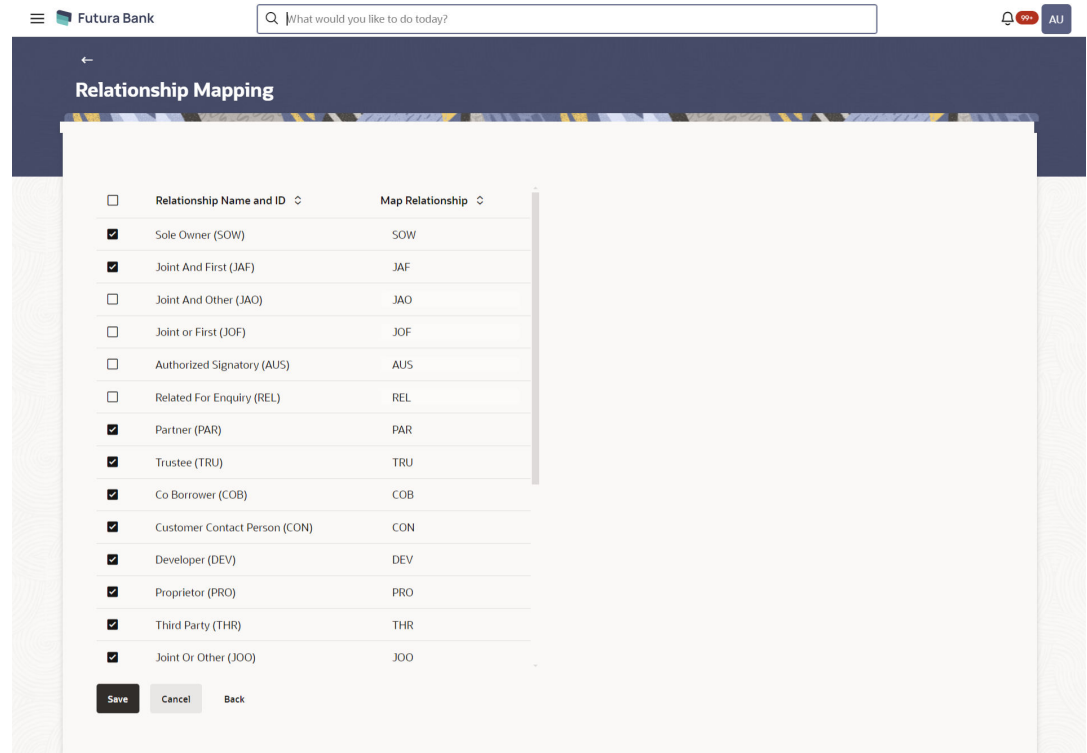 Futura Bank
What would you like to do today?
99+
AU
Relationship Mapping
Relationship Name and ID Map Relationship
Sole Owner (SOW) SOW
Joint And First (JAF) JAF
Joint And Other (JAO) JAO
Joint or First (JOF) JOF
Authorized Signatory (AUS) AUS
Related For Enquiry (REL) REL
Partner (PAR) PAR
Trustee (TRU) TRU
Co Borrower (COB) COB
Customer Contact Person (CON) CON
Developer (DEV) DEV
Proprietor (PRO) PRO
Third Party (THR) THR
Joint Or Other (JOO) JOO
Save Cancel Back